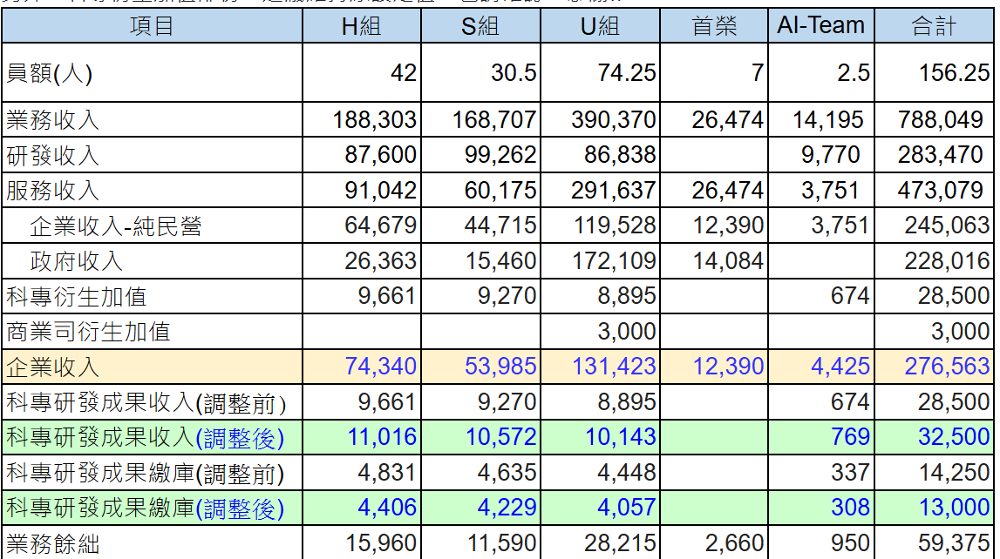 項目 H組 S組 U組 首榮 AI-Team 合計
員額(人) 42 30.5 74.25 7 2.5 156.25
業務收入 188,303 168,707 390,370 26,474 14,195 788,049
研發收入 87,600 99,262 86,838 9,770 283,470
服務收入 91,042 60,175 291,637 26,474 3,751 473,079
企業收入-純民營 64,679 44,715 119,528 12,390 3,751 245,063
政府收入 26,363 15,460 172,109 14,084 228,016
科專衍生加值 9,661 9,270 8,895 674 28,500
商業司衍生加值 3,000 3,000
企業收入 74,340 53,985 131,423 12,390 4,425 276,563
科專研發成果收入(調整前) 9,661 9,270 8,895 674 28,500
科專研發成果收入(調整後) 11,016 10,572 10,143 769 32,500
科專研發成果繳庫(調整前) 4,831 4,635 4,448 337 14,250
科專研發成果繳庫(調整後) 4,406 4,229 4,057 308 13,000
業務餘絀 15,960 11,590 28,215 2,660 950 59,375